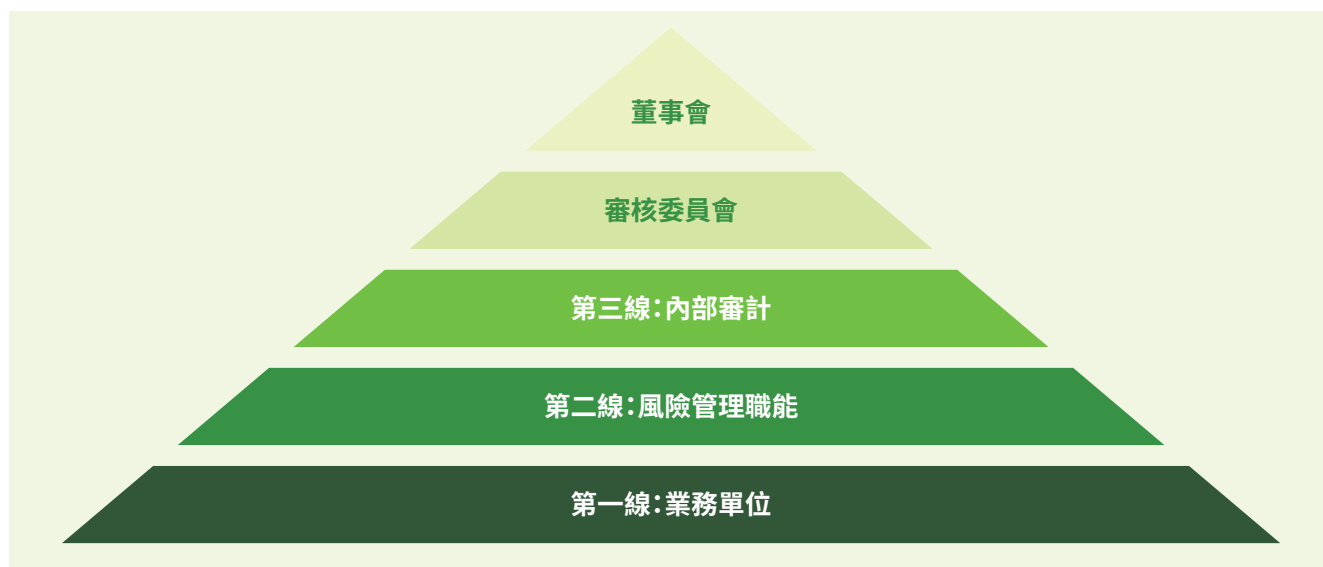 董事會
審核委員會
第三線：內部審計
第二線：風險管理職能
第一線：業務單位